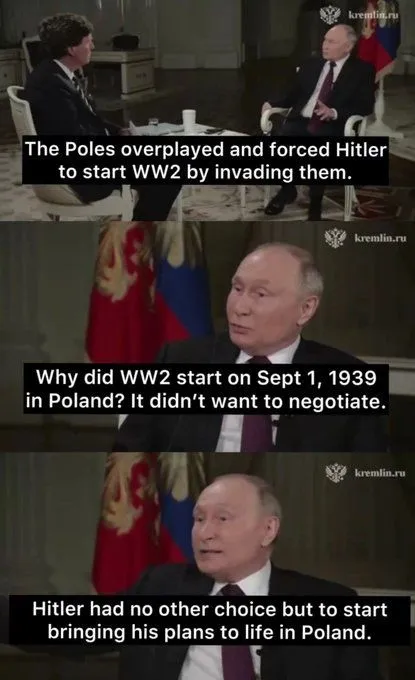 kremlin.ru
The Poles overplayed and forced Hitler
to start WW2 by invading them.
kremlin.ru
Why did WW2 start on Sept 1, 1939
in Poland? It didn't want to negotiate.
kremlin.ru
Hitler had no other choice but to start
bringing his plans to life in Poland.